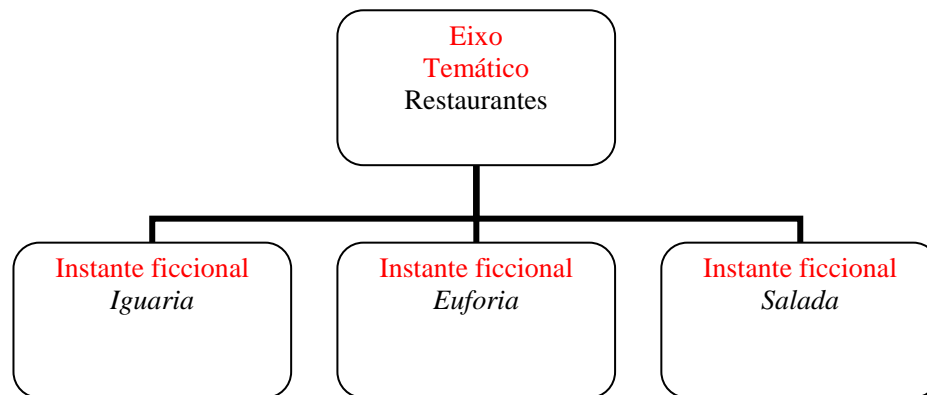 Eixo
Temático
Restaurantes
Instante ficcional
Iguaria
Instante ficcional
Euforia
Instante ficcional
Salada